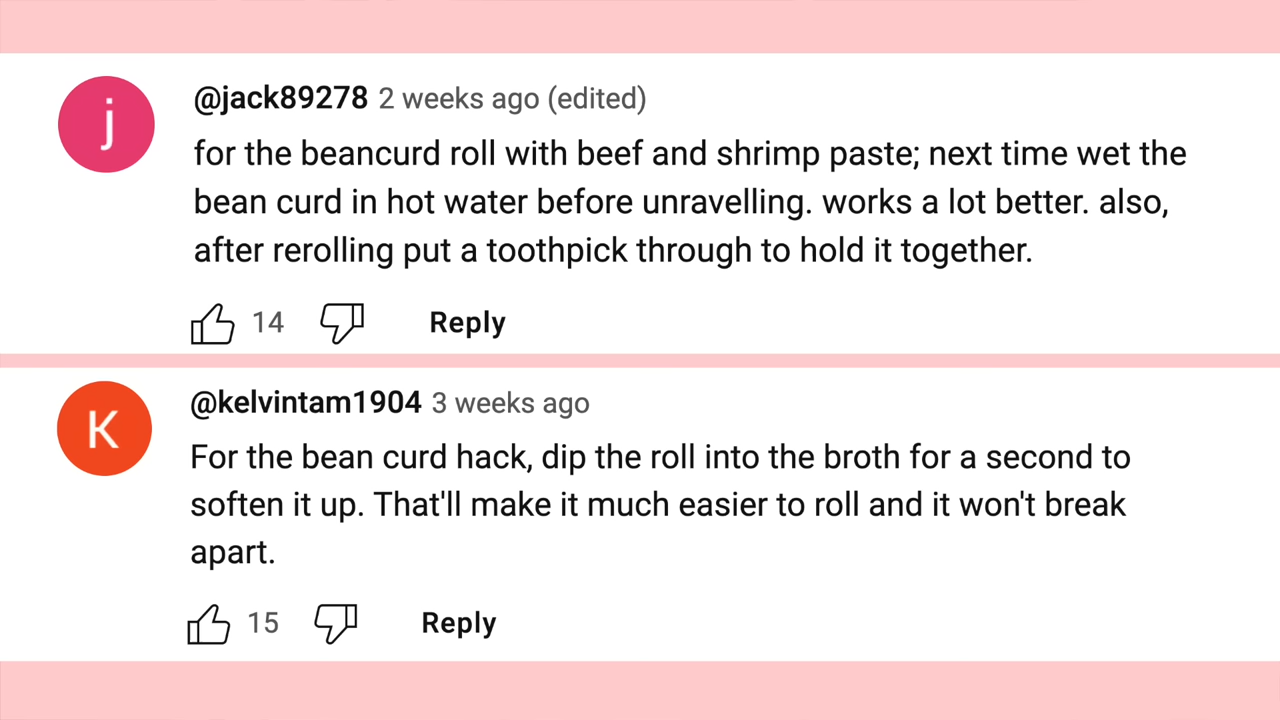 j
@jack89278 2 weeks ago (edited)
for the beancurd roll with beef and shrimp paste; next time wet the
bean curd in hot water before unravelling. works a lot better. also,
after rerolling put a toothpick through to hold it together.
14 Reply
K
@kelvintam1904 3 weeks ago
For the bean curd hack, dip the roll into the broth for a second to
soften it up. That'll make it much easier to roll and it won't break
apart.
15 Reply